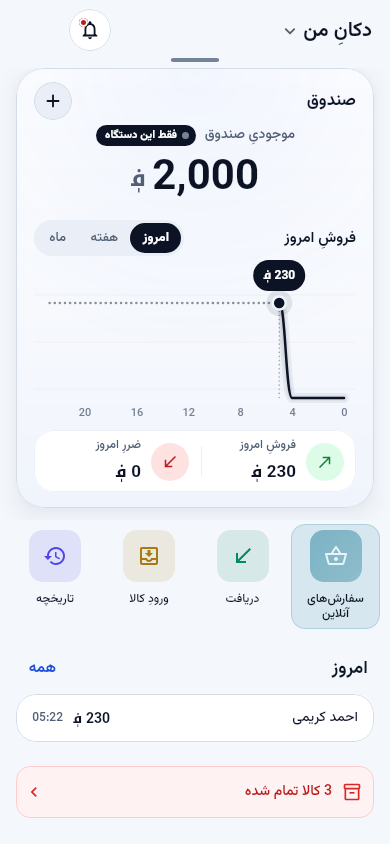 دکانِ من
صندوق
موجودیِ صندوق
فقط این دستگاه
2,000 ؋
فروشِ امروز
امروز
هفته
ماه
230 ؋
0 4 8 12 16 20
فروشِ امروز
230 ؋
ضررِ امروز
0 ؋
سفارش‌های
آنلاین
دریافت
ورودِ کالا
تاریخچه
امروز
همه
احمد کریمی
230 ؋
05:22
3 کالا تمام شده